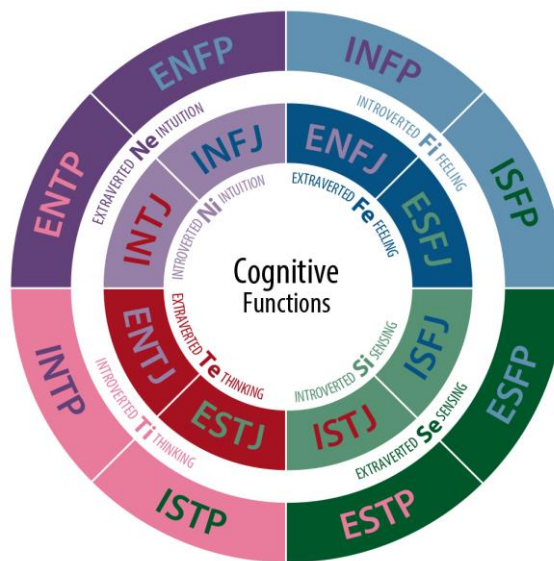 ENFP
INFP
ENTP
ISFP
EXTRAVERTED Ne INTUITION
INTROVERTED Fi FEELING
INFJ
ENFJ
INTJ
ESFJ
INTROVERTED Ni INTUITION
EXTRAVERTED Fe FEELING
Cognitive
Functions
EXTRAVERTED Te THINKING
INTROVERTED Si SENSING
ENTJ
ISFJ
ESTJ
ISTJ
INTROVERTED Ti THINKING
EXTRAVERTED Se SENSING
INTP
ESFP
ISTP
ESTP